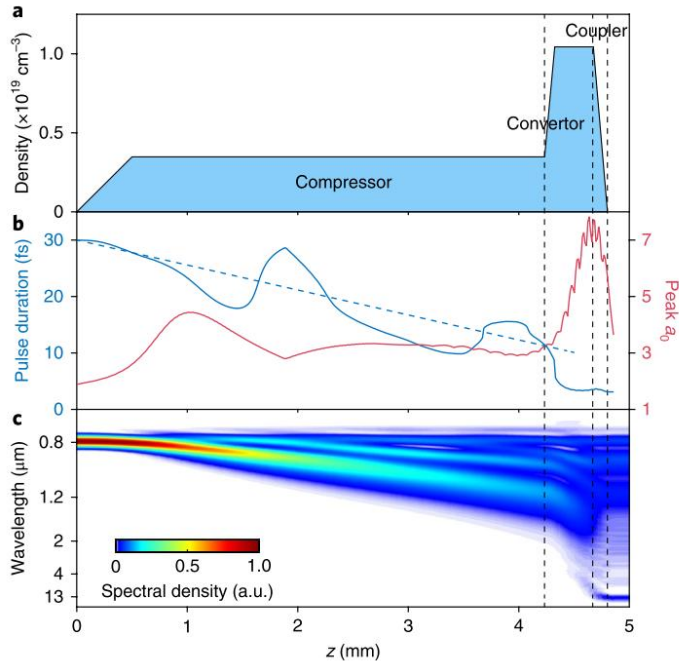 a
Coupler
1.0
Density (×10¹⁹ cm⁻³)
Convertor
0.5
Compressor
0
b
30
7
Pulse duration (fs)
20
5
Peak a₀
10
3
0
1
c
0.8
Wavelength (μm)
1.2
2
0
0.5
1.0
4
Spectral density (a.u.)
13
0
1
2
3
4
5
z (mm)